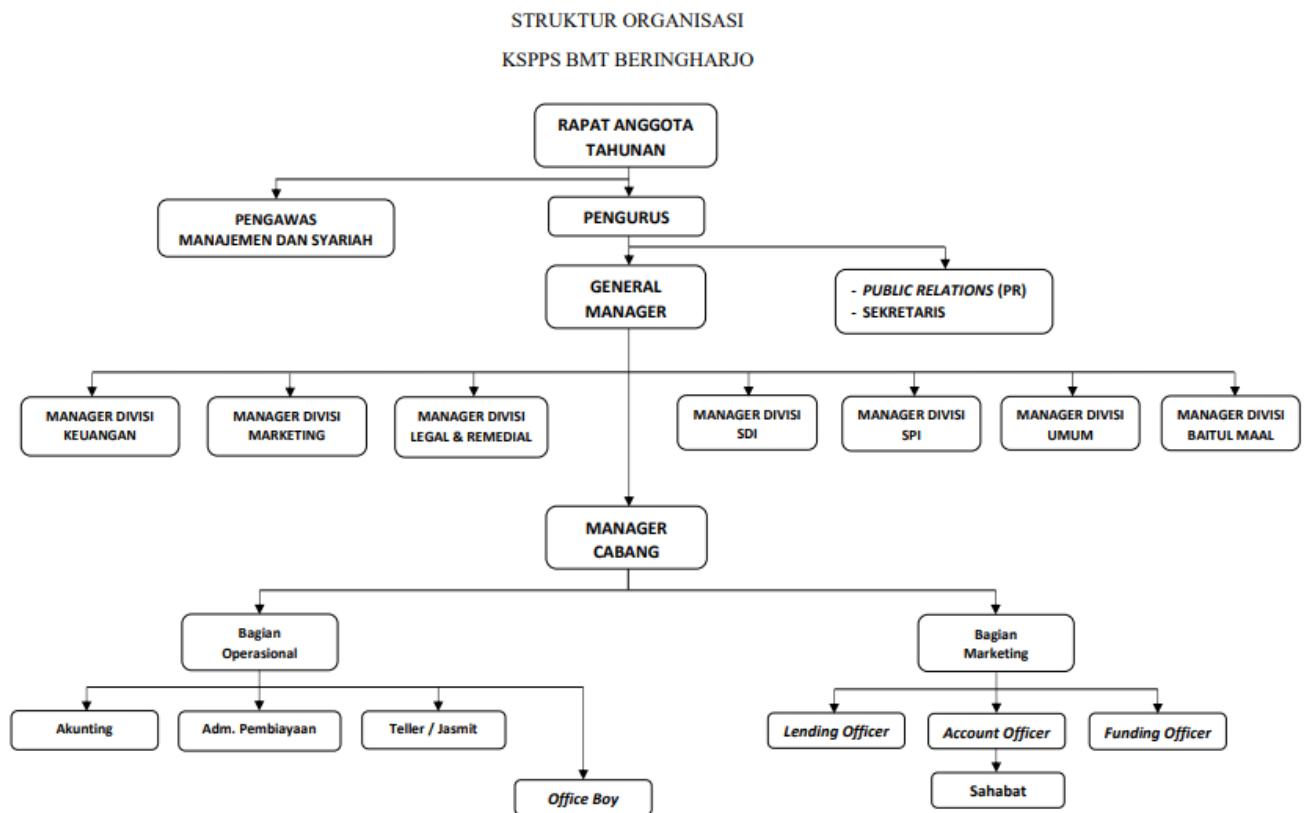 STRUKTUR ORGANISASI
KSPPS BMT BERINGHARJO
RAPAT ANGGOTA
TAHUNAN
PENGAWAS
MANAJEMEN DAN SYARIAH
PENGURUS
GENERAL
MANAGER
- PUBLIC RELATIONS (PR)
- SEKRETARIS
MANAGER DIVISI
KEUANGAN
MANAGER DIVISI
MARKETING
MANAGER DIVISI
LEGAL & REMEDIAL
MANAGER DIVISI
SDI
MANAGER DIVISI
SPI
MANAGER DIVISI
UMUM
MANAGER DIVISI
BAITUL MAAL
MANAGER
CABANG
Bagian
Operasional
Bagian
Marketing
Akunting
Adm. Pembiayaan
Teller / Jasmit
Office Boy
Lending Officer
Account Officer
Funding Officer
Sahabat